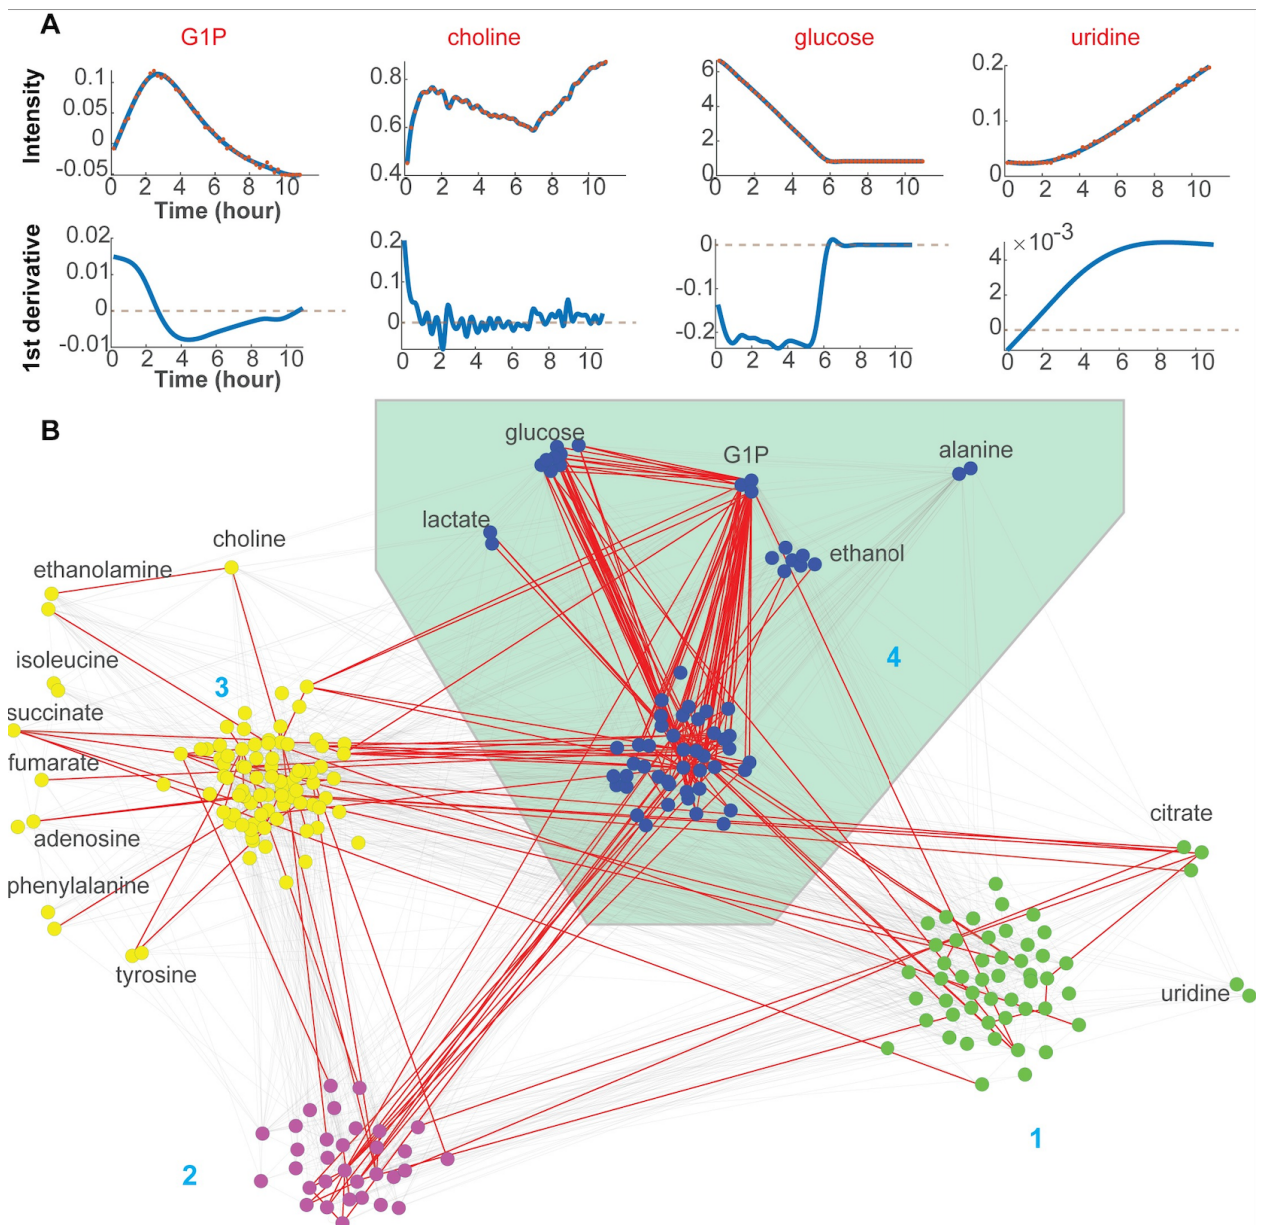 A
G1P
choline
glucose
uridine
Intensity
0.1
0.05
0
-0.05
0 2 4 6 8 10
Time (hour)
0.8
0.6
0.4
0 2 4 6 8 10
6
4
2
0
0 2 4 6 8 10
0.2
0.1
0
0 2 4 6 8 10
1st derivative
0.02
0.01
0
-0.01
0 2 4 6 8 10
Time (hour)
0.2
0.1
0
0 2 4 6 8 10
0
-0.1
-0.2
0 2 4 6 8 10
×10-3
4
2
0
0 2 4 6 8 10
B
glucose
G1P
alanine
lactate
ethanol
choline
ethanolamine
isoleucine
4
3
succinate
fumarate
citrate
adenosine
phenylalanine
tyrosine
uridine
1
2